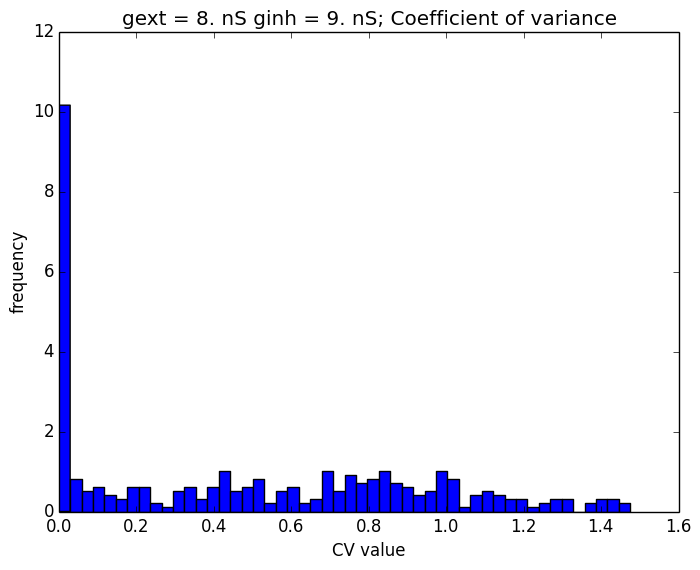 gext = 8. nS ginh = 9. nS; Coefficient of variance
12
10
8
6
4
2
0
frequency
0.0 0.2 0.4 0.6 0.8 1.0 1.2 1.4 1.6
CV value